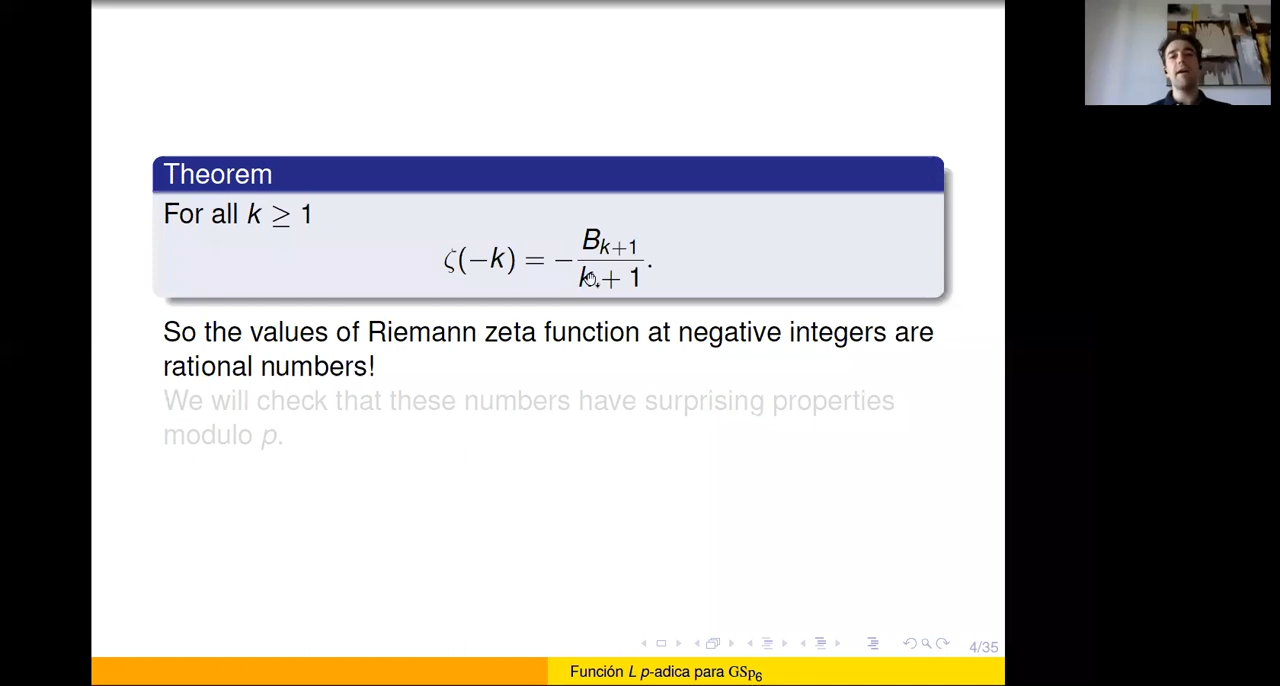 Theorem
For all k ≥ 1
ζ(−k) = − B_{k+1} / k + 1 .
So the values of Riemann zeta function at negative integers are
rational numbers!
We will check that these numbers have surprising properties
modulo p.
4/35
Función L p-adica para GSp₆